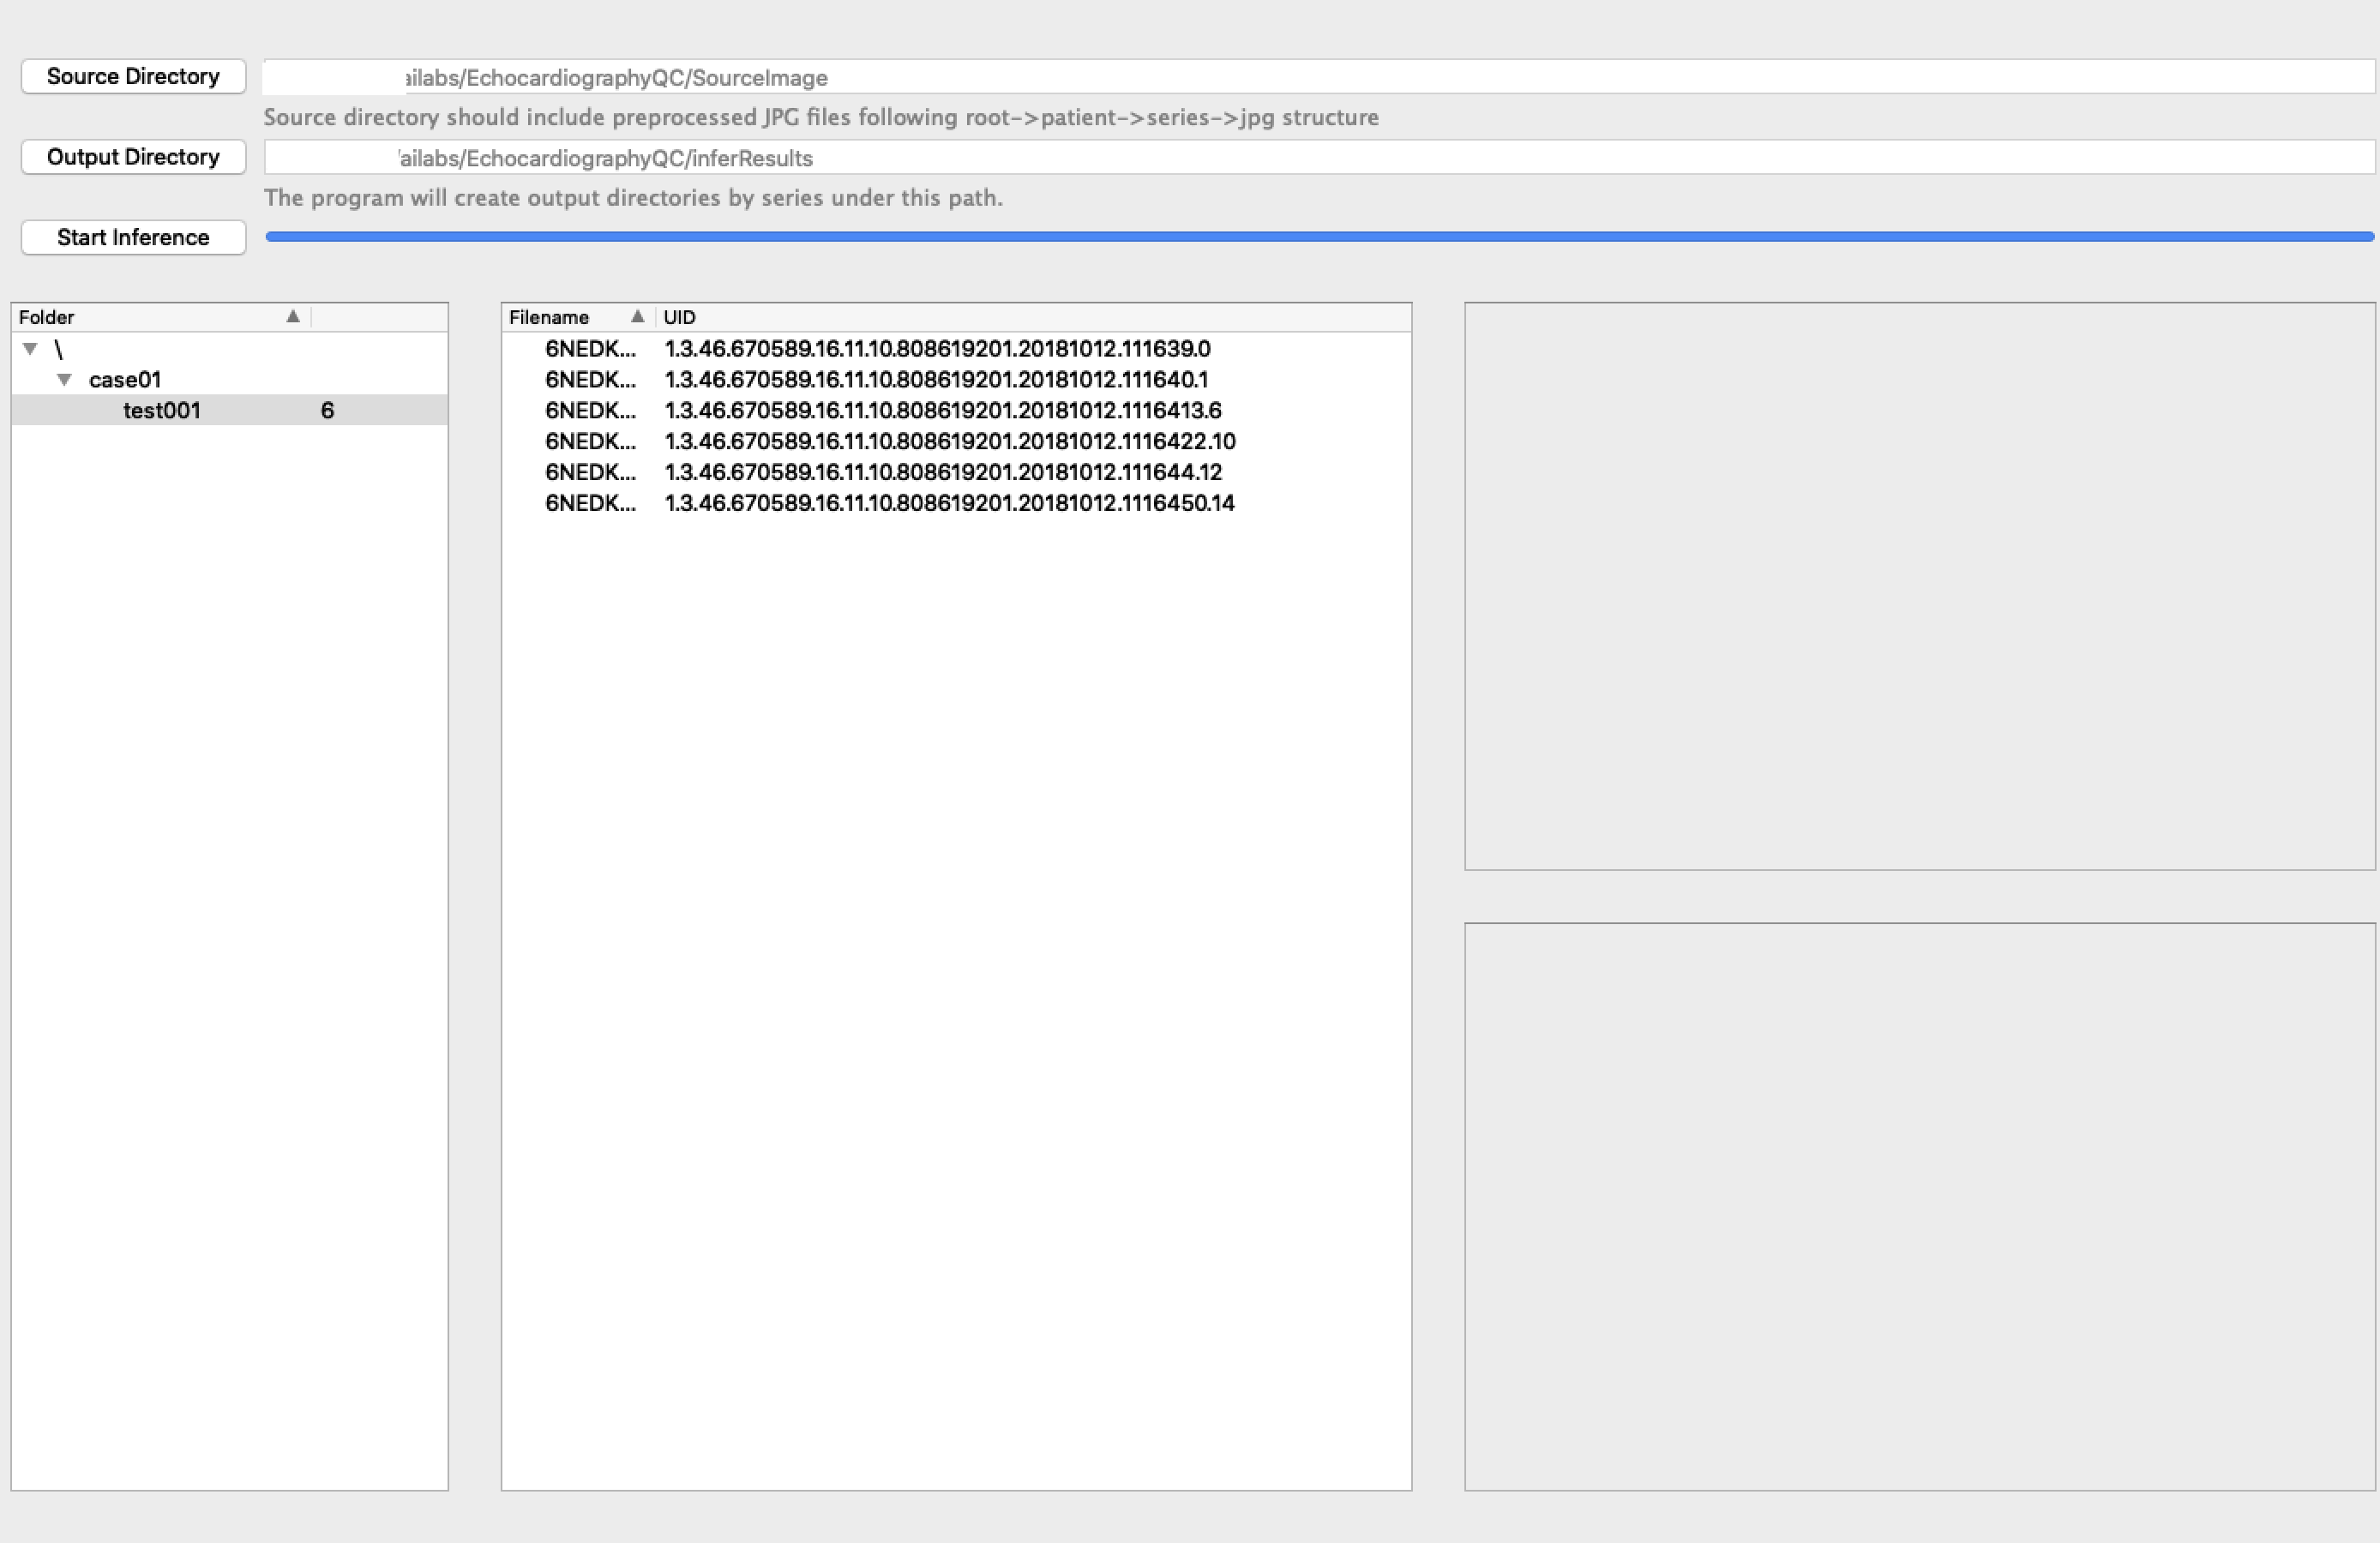 Source Directory
ailabs/EchocardiographyQC/SourceImage
Source directory should include preprocessed JPG files following root->patient->series->jpg structure
Output Directory
/ailabs/EchocardiographyQC/inferResults
The program will create output directories by series under this path.
Start Inference
Folder
\
case01
test001 6
Filename UID
6NEDK... 1.3.46.670589.16.11.10.808619201.20181012.111639.0
6NEDK... 1.3.46.670589.16.11.10.808619201.20181012.111640.1
6NEDK... 1.3.46.670589.16.11.10.808619201.20181012.1116413.6
6NEDK... 1.3.46.670589.16.11.10.808619201.20181012.1116422.10
6NEDK... 1.3.46.670589.16.11.10.808619201.20181012.111644.12
6NEDK... 1.3.46.670589.16.11.10.808619201.20181012.1116450.14